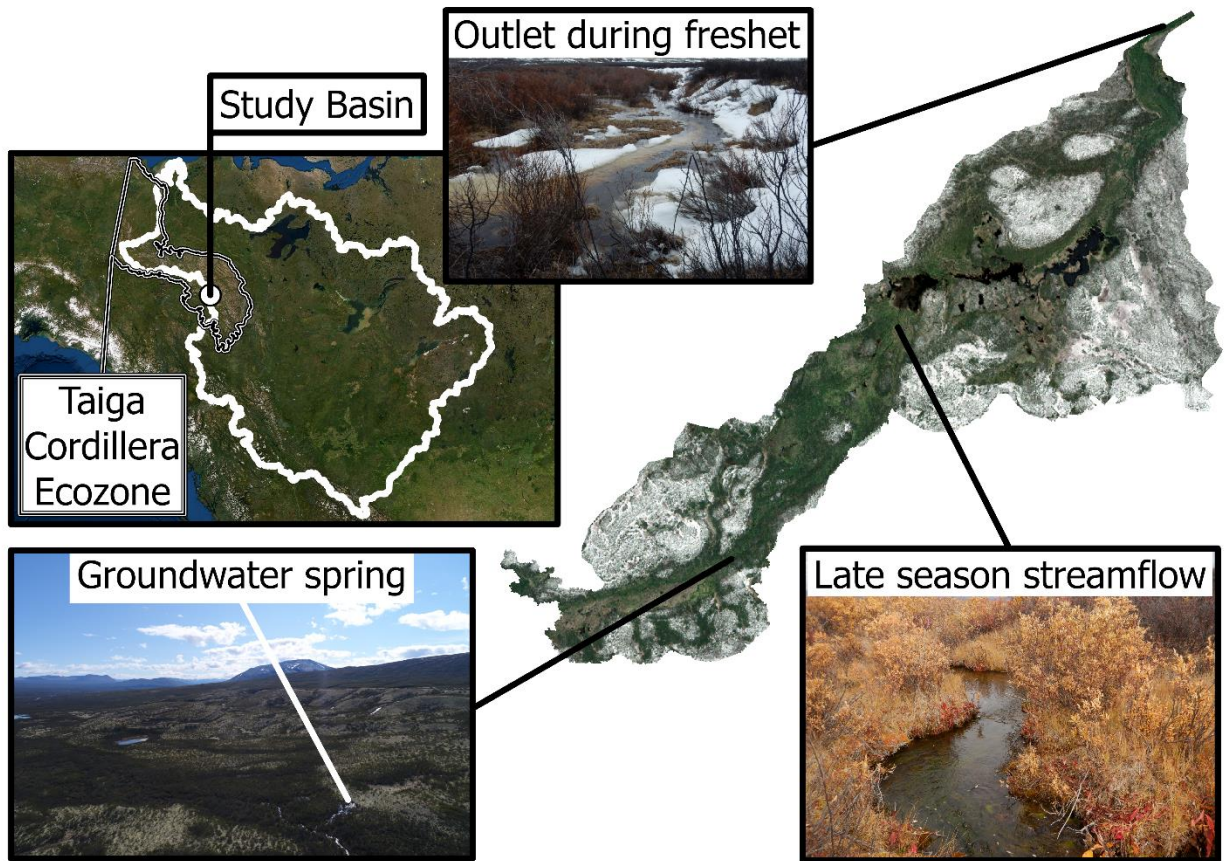 Outlet during freshet
Study Basin
Taiga
Cordillera
Ecozone
Groundwater spring
Late season streamflow